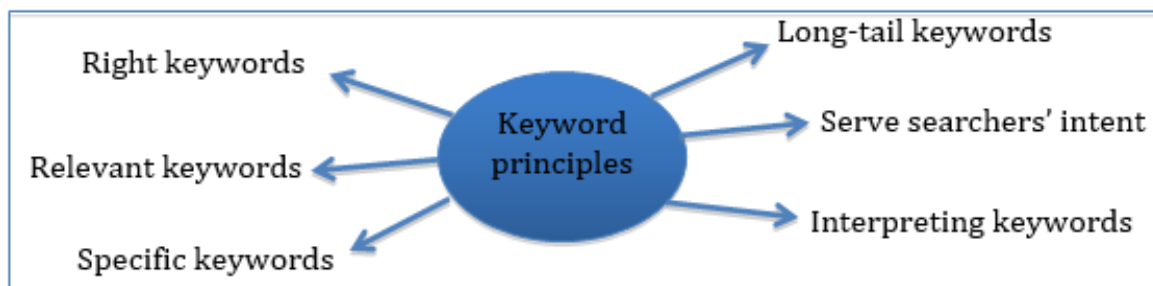 Right keywords
Relevant keywords
Specific keywords
Keyword
principles
Long-tail keywords
Serve searchers’ intent
Interpreting keywords